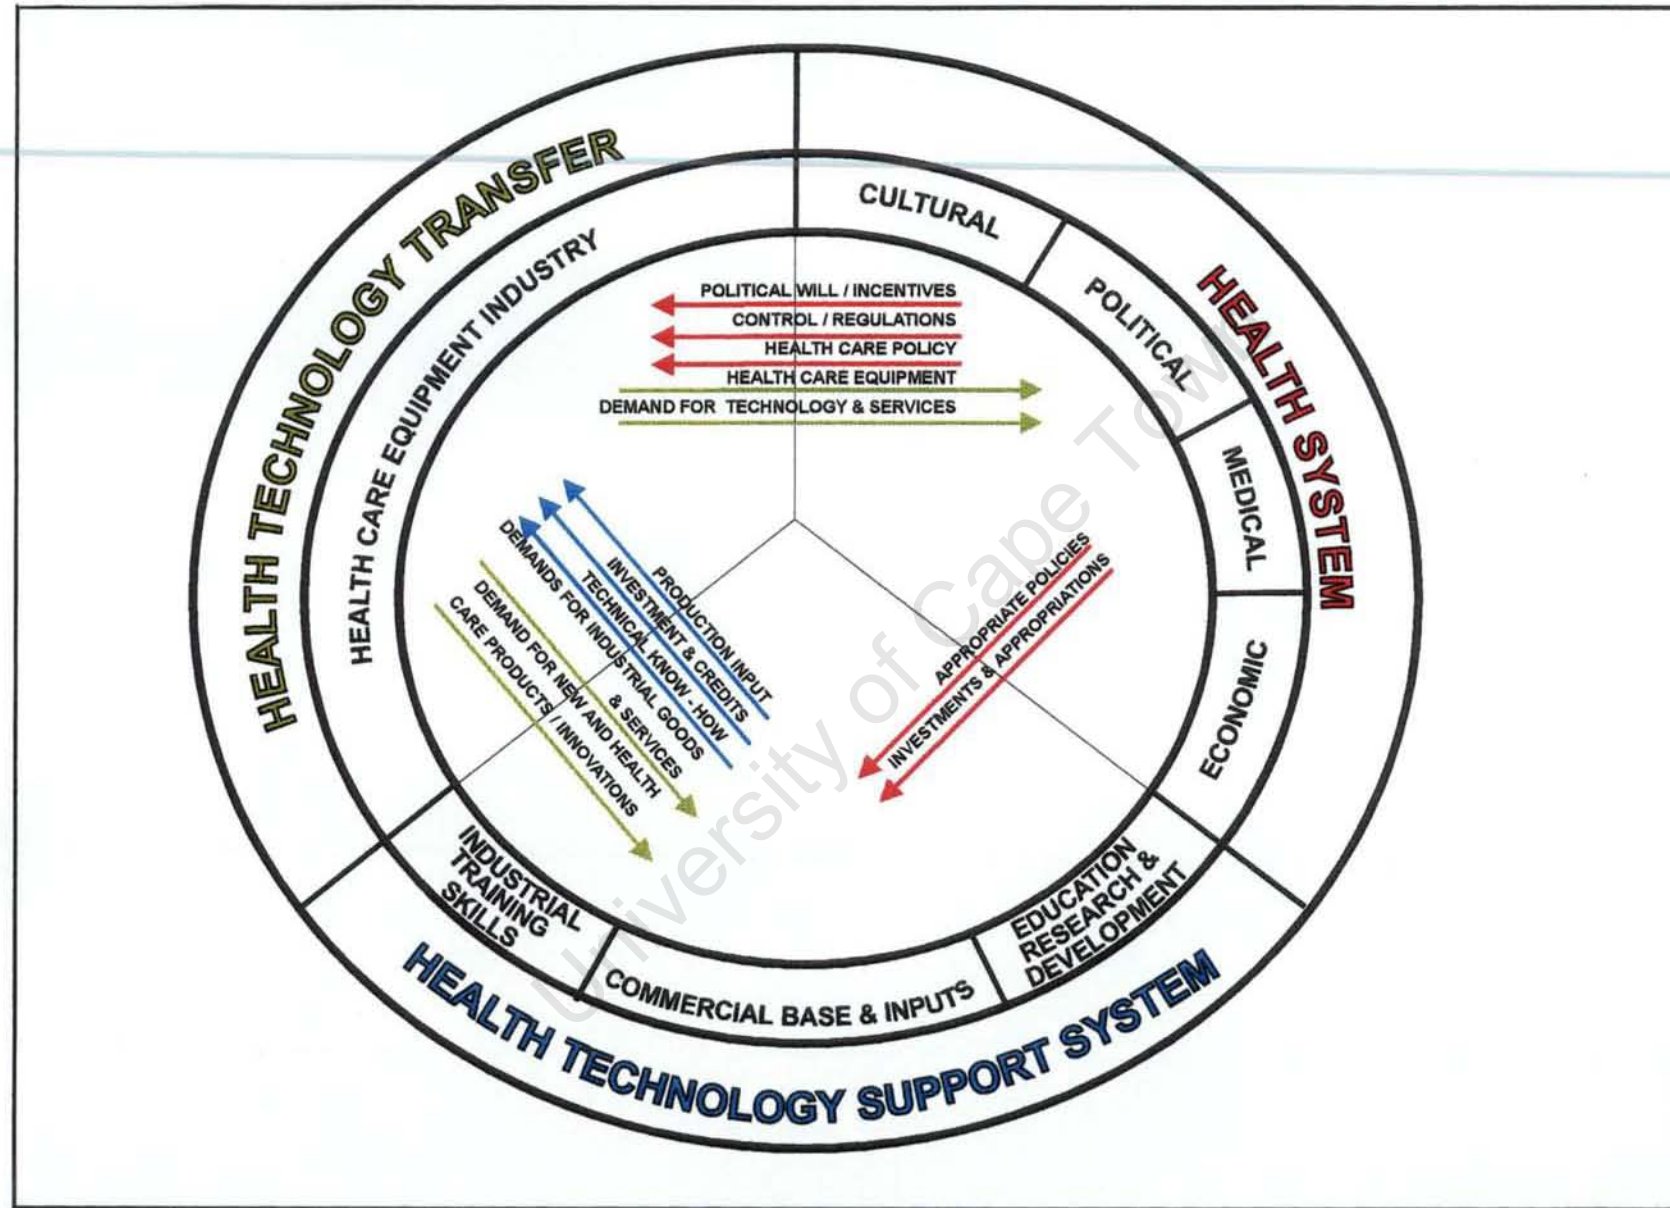 HEALTH TECHNOLOGY TRANSFER
HEALTH CARE EQUIPMENT INDUSTRY
CULTURAL
POLITICAL
MEDICAL
ECONOMIC
HEALTH SYSTEM
POLITICAL WILL / INCENTIVES
CONTROL / REGULATIONS
HEALTH CARE POLICY
HEALTH CARE EQUIPMENT
DEMAND FOR TECHNOLOGY & SERVICES
PRODUCTION INPUT
INVESTMENT & CREDITS
TECHNICAL KNOW - HOW
DEMANDS FOR INDUSTRIAL GOODS
& SERVICES
DEMAND FOR NEW AND HEALTH
CARE PRODUCTS / INNOVATIONS
APPROPRIATE POLICIES
INVESTMENTS & APPROPRIATIONS
INDUSTRIAL
TRAINING
SKILLS
COMMERCIAL BASE & INPUTS
EDUCATION
RESEARCH &
DEVELOPMENT
HEALTH TECHNOLOGY SUPPORT SYSTEM
University of Cape Town